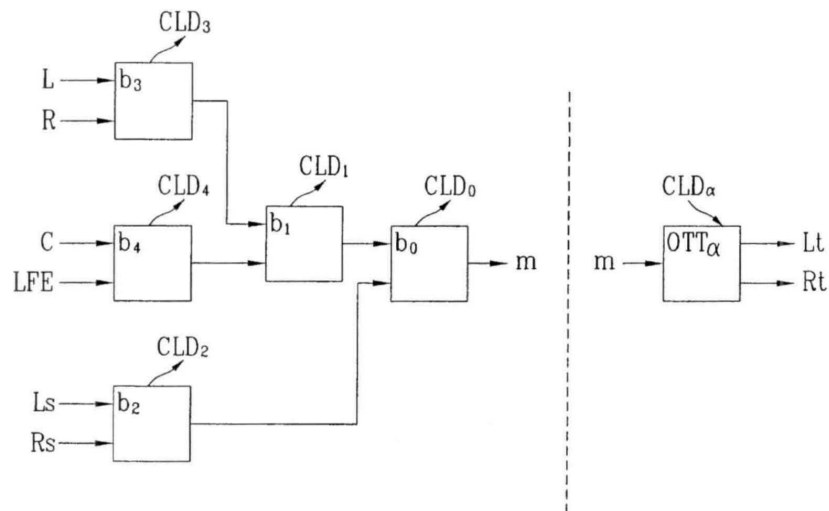 CLD₃
L
b₃
R
CLD₁
CLD₄
CLD₀
CLDα
C
b₄
b₁
b₀
OTTα
Lt
m
m
LFE
Rt
CLD₂
Ls
b₂
Rs